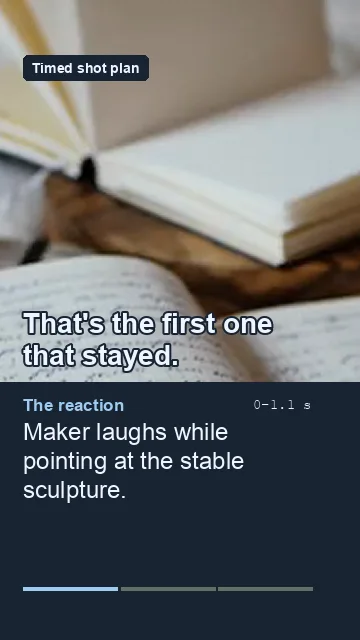 Timed shot plan
That's the first one
that stayed.
The reaction
0–1.1 s
Maker laughs while
pointing at the stable
sculpture.